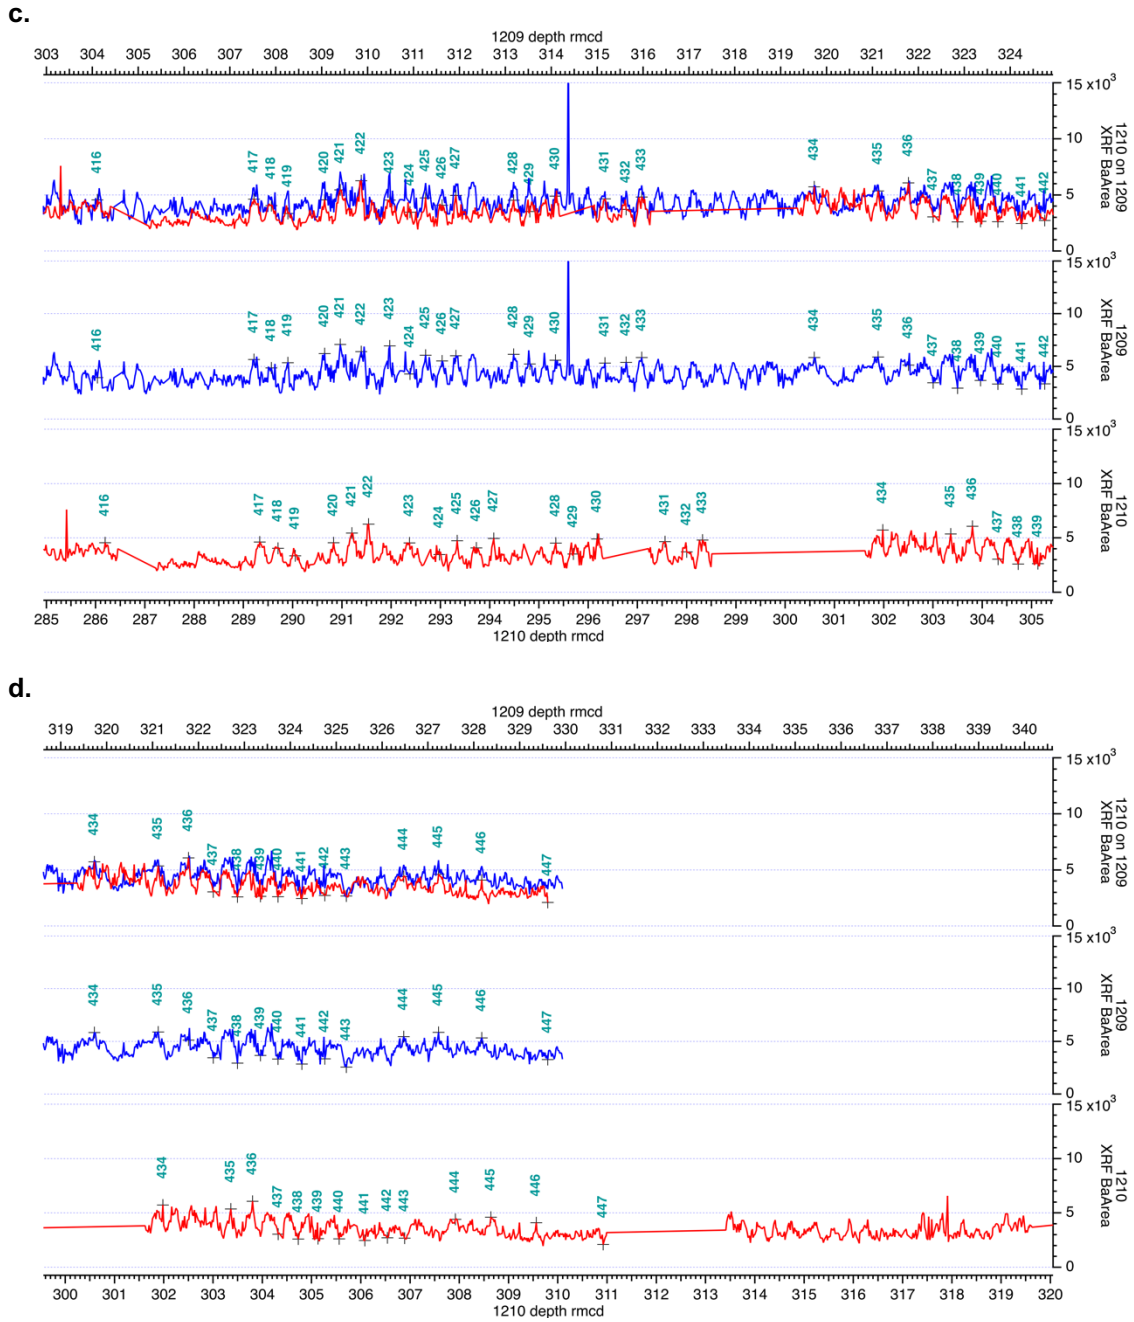 c.
1209 depth rmcd
303 304 305 306 307 308 309 310 311 312 313 314 315 316 317 318 319 320 321 322 323 324
15 x10³
10
5
0
1210 on 1209
XRF BaArea
416 417 418 419 420 421 422 423 424 425 426 427 428 429 430 431 432 433 434 435 436 437 438 439 440 441 442
15 x10³
10
5
0
1209
XRF BaArea
416 417 418 419 420 421 422 423 424 425 426 427 428 429 430 431 432 433 434 435 436 437 438 439 440 441 442
15 x10³
10
5
0
1210
XRF BaArea
416 417 418 419 420 421 422 423 424 425 426 427 428 429 430 431 432 433 434 435 436 437 438 439
285 286 287 288 289 290 291 292 293 294 295 296 297 298 299 300 301 302 303 304 305
1210 depth rmcd
d.
1209 depth rmcd
319 320 321 322 323 324 325 326 327 328 329 330 331 332 333 334 335 336 337 338 339 340
15 x10³
10
5
0
1210 on 1209
XRF BaArea
434 435 436 437 438 439 440 441 442 443 444 445 446 447
15 x10³
10
5
0
1209
XRF BaArea
434 435 436 437 438 439 440 441 442 443 444 445 446 447
15 x10³
10
5
0
1210
XRF BaArea
434 435 436 437 438 439 440 441 442 443 444 445 446 447
300 301 302 303 304 305 306 307 308 309 310 311 312 313 314 315 316 317 318 319 320
1210 depth rmcd